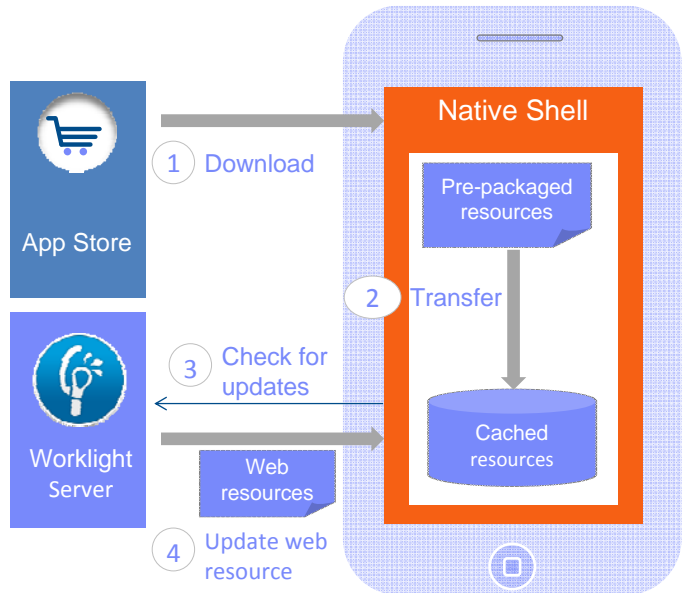 Native Shell
1 Download
Pre-packaged
resources
App Store
2 Transfer
3 Check for
updates
Cached
resources
Worklight
Server
Web
resources
4 Update web
resource